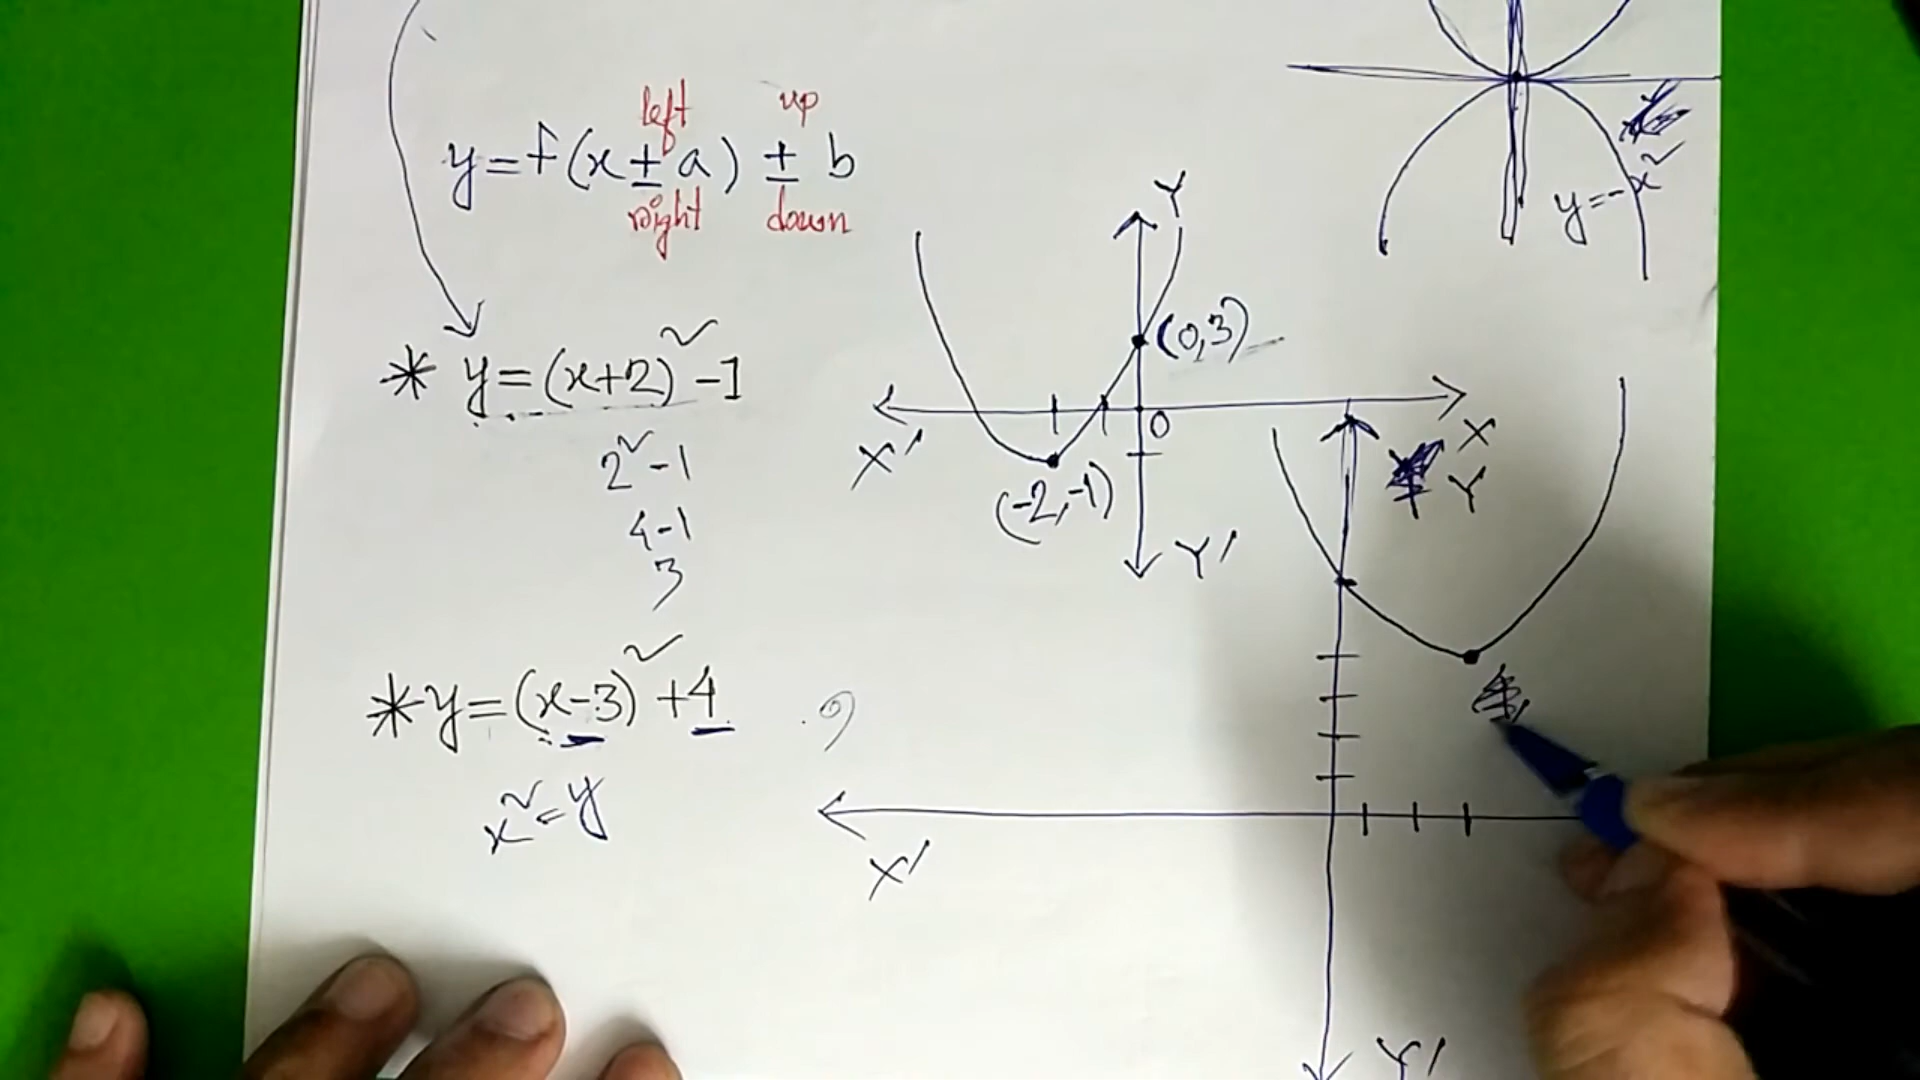 left up
y=f(x±a) ± b
right down
y=-x²
* y=(x+2)² -1
2² -1
4-1
3
Y
(0,3)
X'
O
X
(-2,-1)
Y'
* y=(x-3)² +4
x²=y
Y
X'
Y'